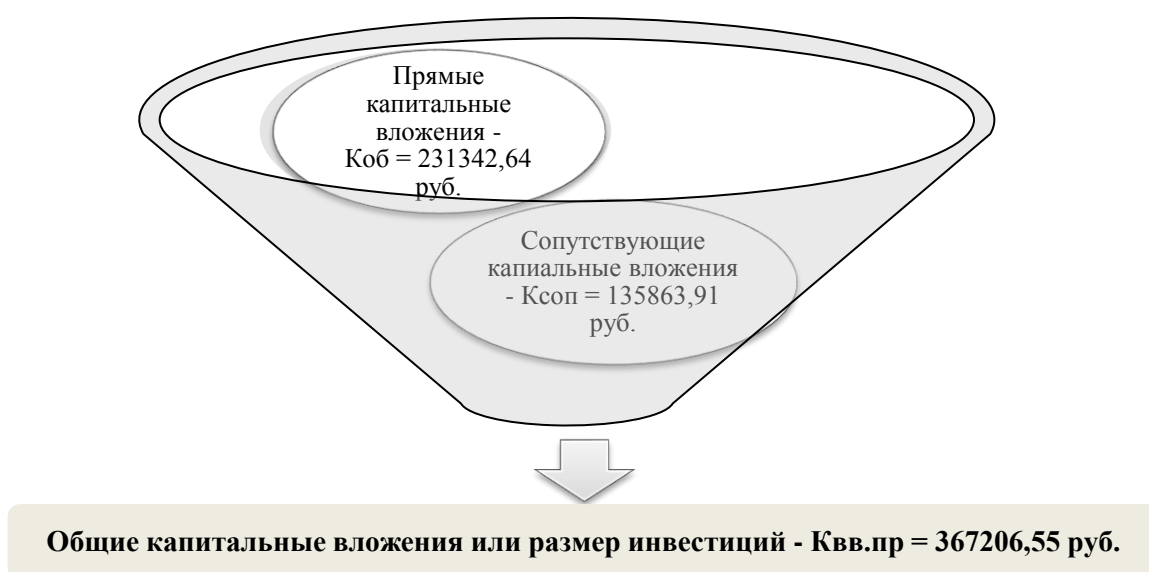 Прямые
капитальные
вложения -
Коб = 231342,64
руб.
Сопутствующие
капиальные вложения
- Ксоп = 135863,91
руб.
Общие капитальные вложения или размер инвестиций - Квв.пр = 367206,55 руб.